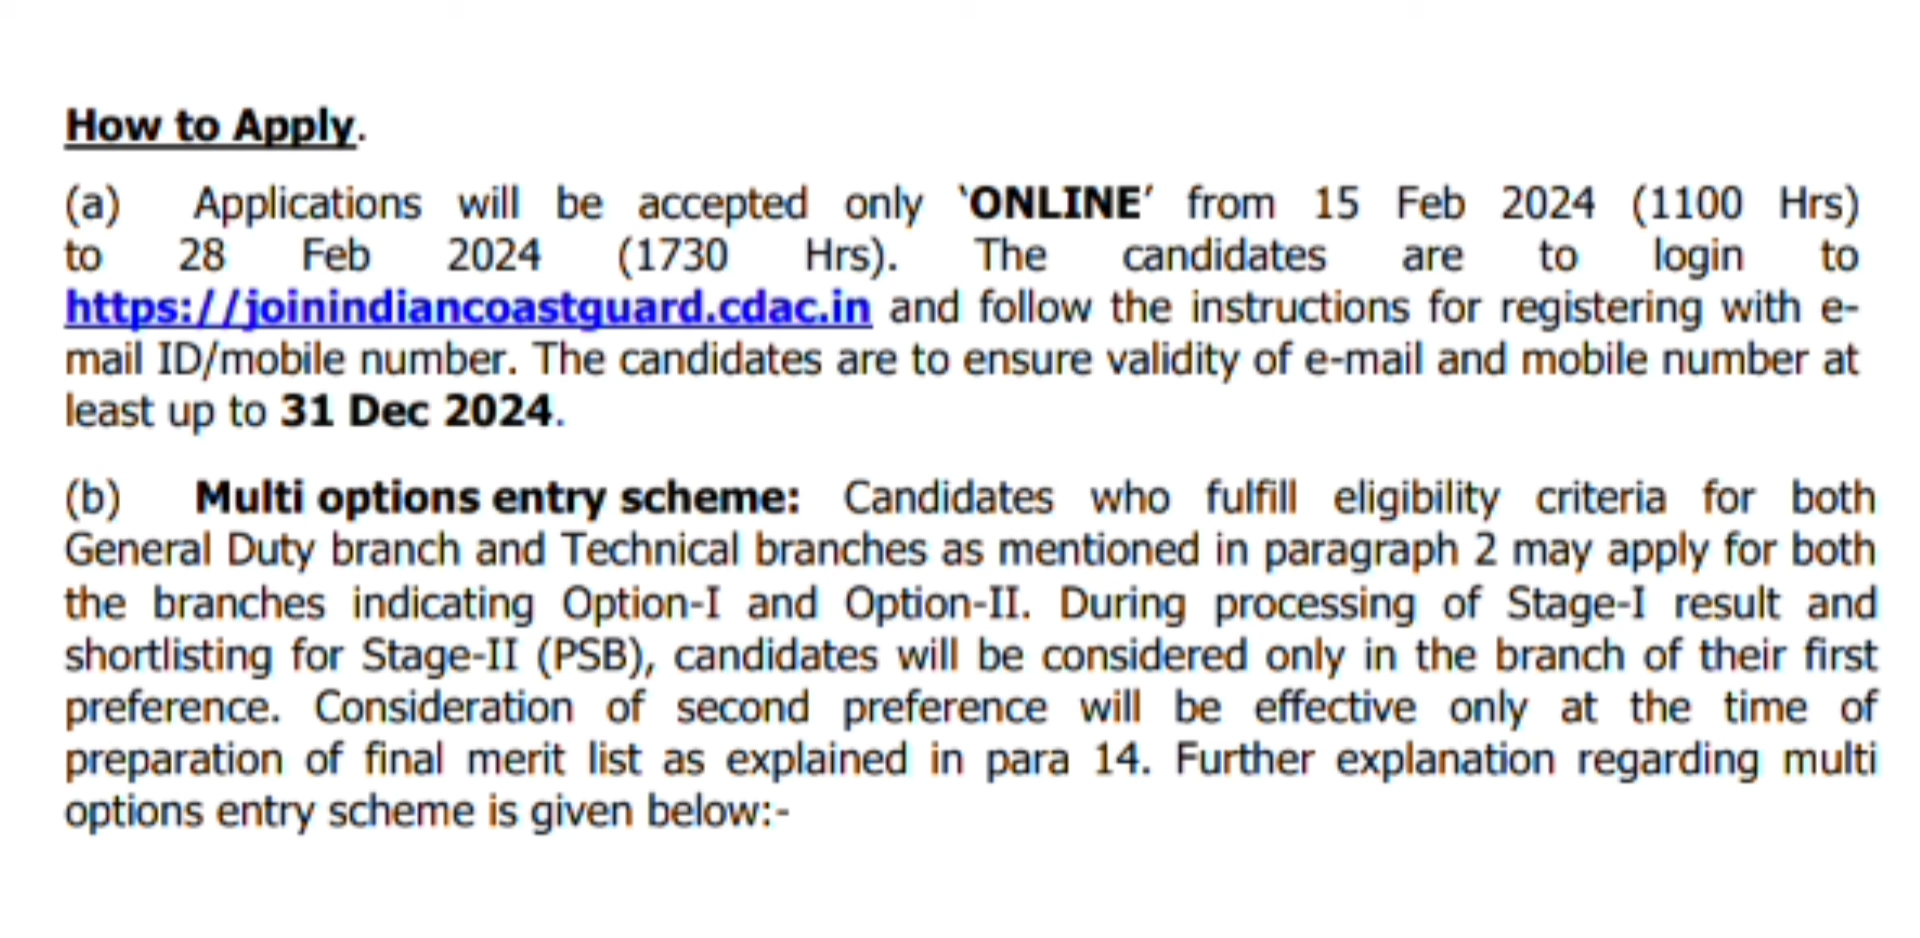 How to Apply.
(a) Applications will be accepted only ‘ONLINE’ from 15 Feb 2024 (1100 Hrs)
to 28 Feb 2024 (1730 Hrs). The candidates are to login to
https://joinindiancoastguard.cdac.in and follow the instructions for registering with e-
mail ID/mobile number. The candidates are to ensure validity of e-mail and mobile number at
least up to 31 Dec 2024.
(b) Multi options entry scheme: Candidates who fulfill eligibility criteria for both
General Duty branch and Technical branches as mentioned in paragraph 2 may apply for both
the branches indicating Option-I and Option-II. During processing of Stage-I result and
shortlisting for Stage-II (PSB), candidates will be considered only in the branch of their first
preference. Consideration of second preference will be effective only at the time of
preparation of final merit list as explained in para 14. Further explanation regarding multi
options entry scheme is given below:-